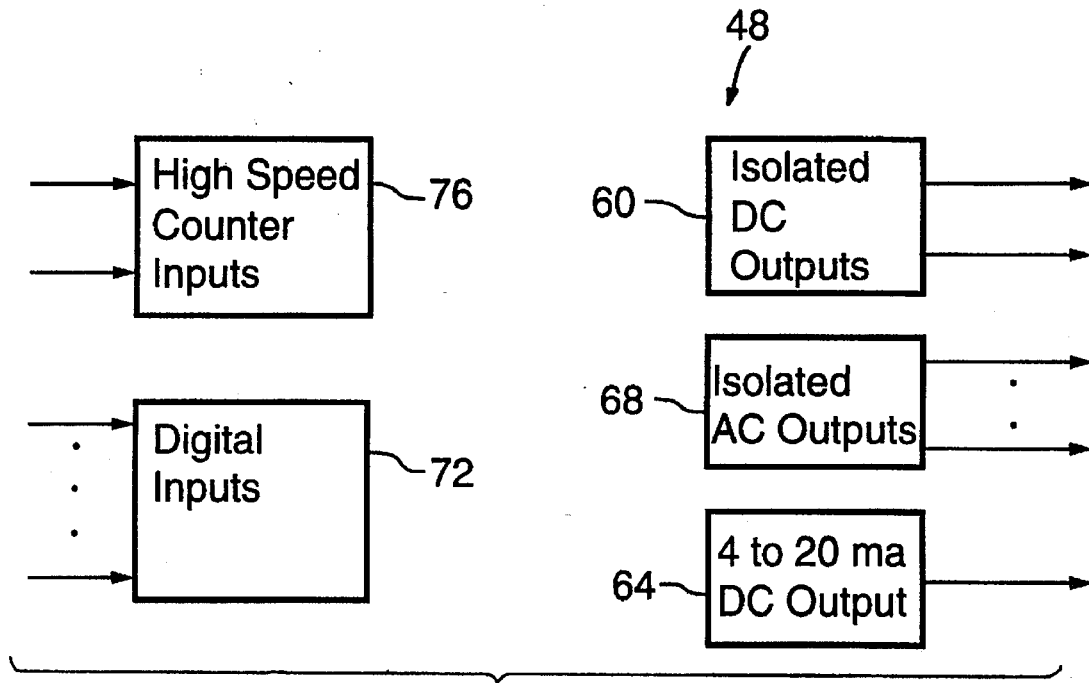 48
High Speed
Counter
Inputs
76
60
Isolated
DC
Outputs
Digital
Inputs
72
68
Isolated
AC Outputs
64
4 to 20 ma
DC Output